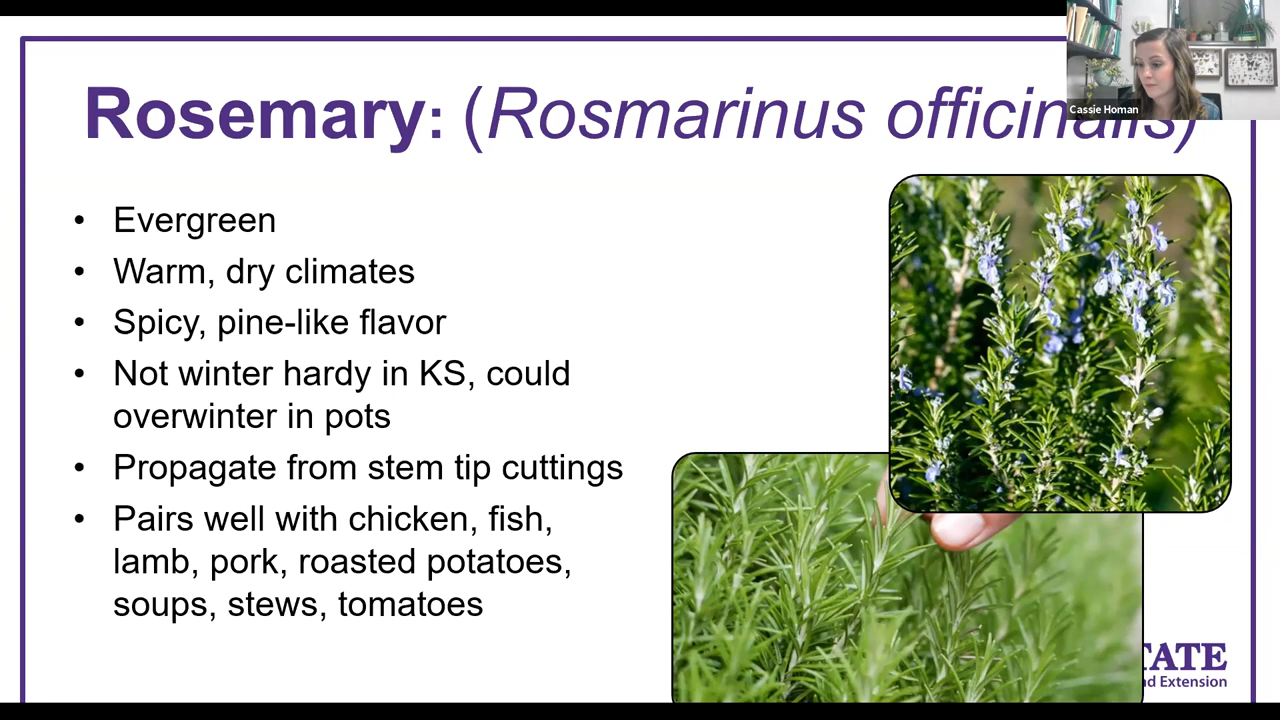 Cassie Homan
Rosemary: (Rosmarinus officinalis)
• Evergreen
• Warm, dry climates
• Spicy, pine-like flavor
• Not winter hardy in KS, could
overwinter in pots
• Propagate from stem tip cuttings
• Pairs well with chicken, fish,
lamb, pork, roasted potatoes,
soups, stews, tomatoes
TATE
nd Extension